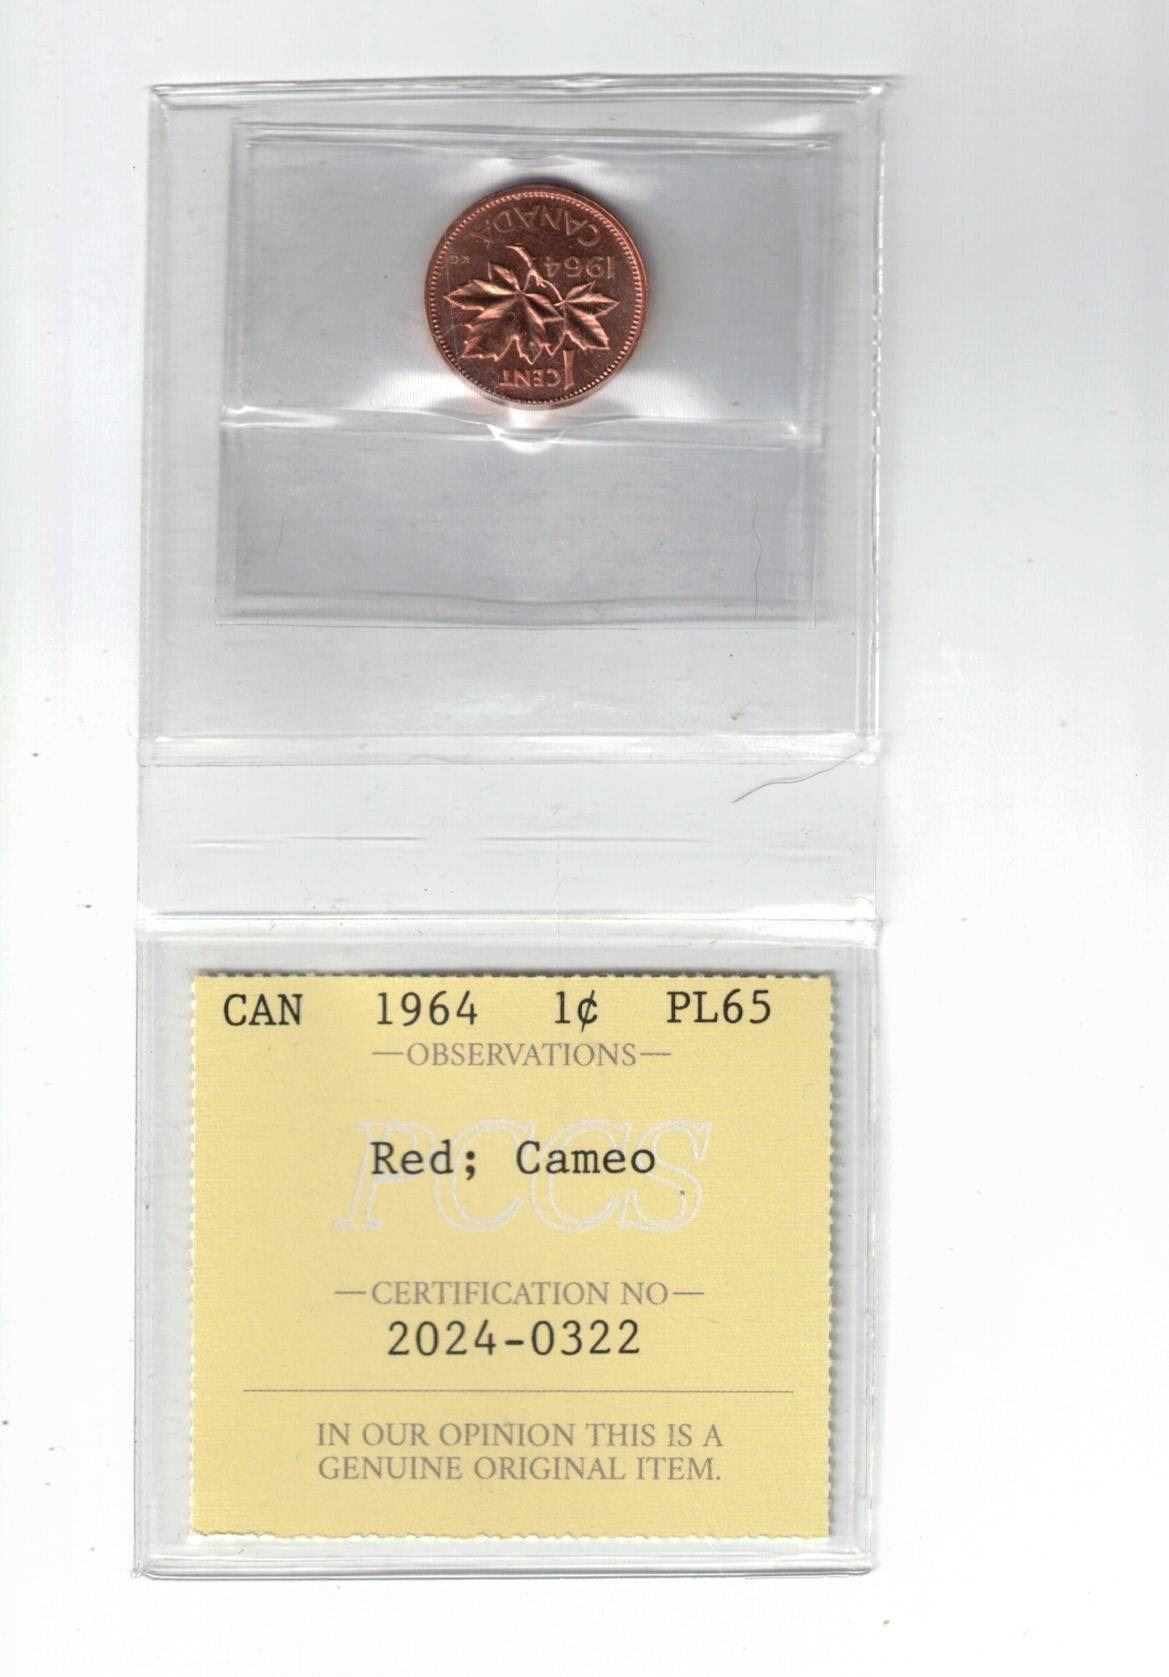 CANADA
1964
KG
1 CENT
CAN 1964 1¢ PL65
—OBSERVATIONS—
PCCS
Red; Cameo
—CERTIFICATION NO—
2024-0322
IN OUR OPINION THIS IS A
GENUINE ORIGINAL ITEM.